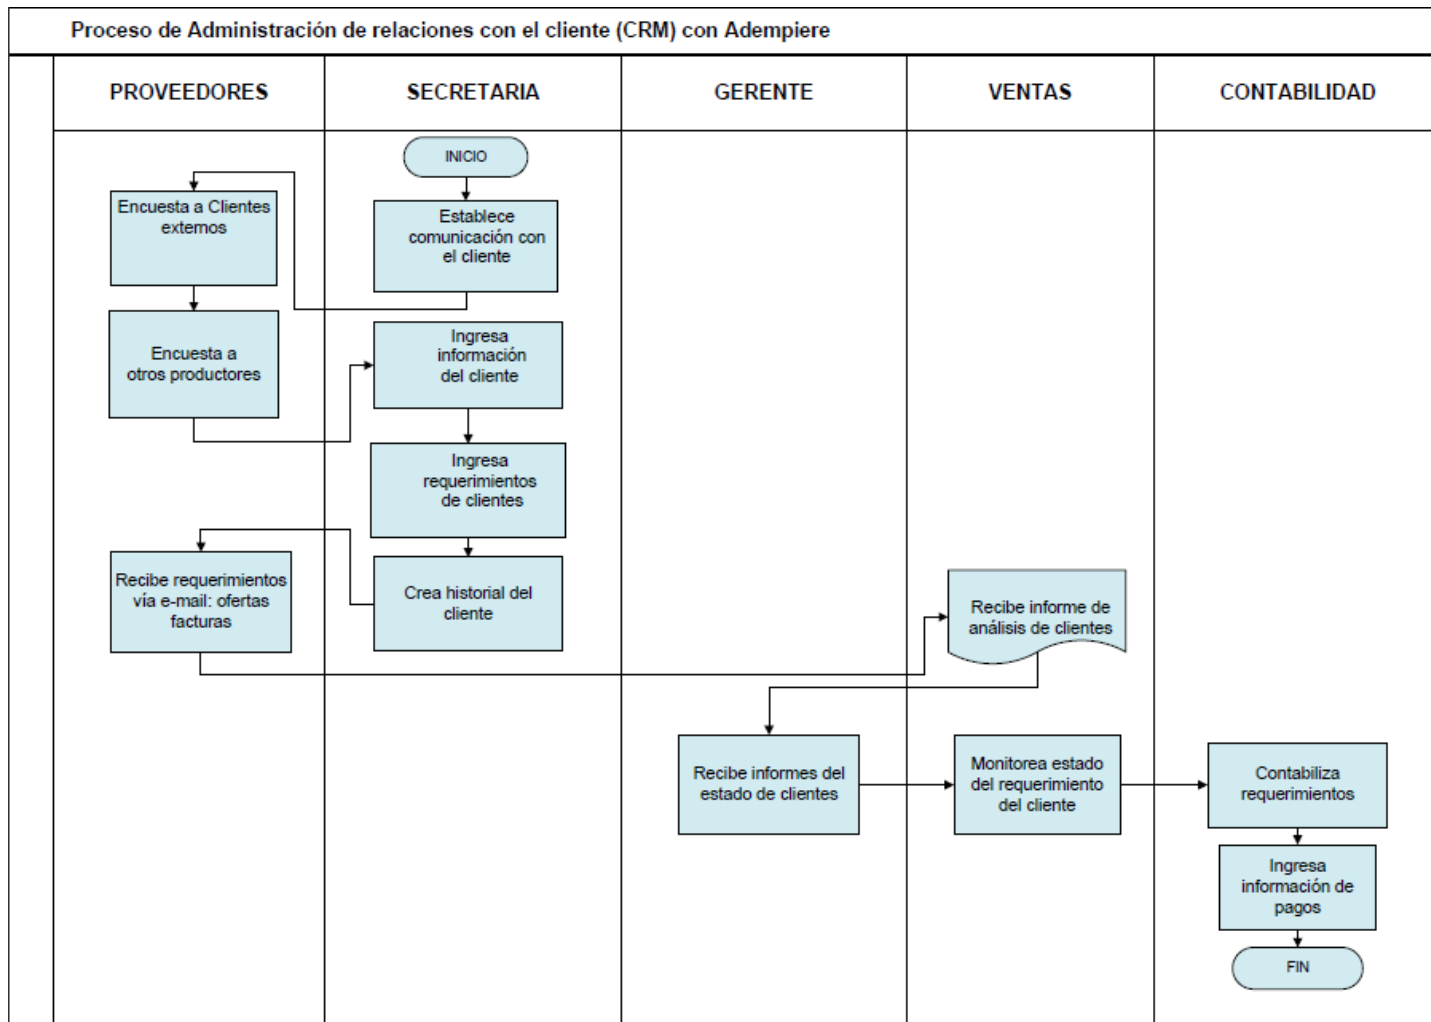 Proceso de Administración de relaciones con el cliente (CRM) con Adempiere
PROVEEDORES
SECRETARIA
GERENTE
VENTAS
CONTABILIDAD
INICIO
Establece
comunicación con
el cliente
Encuesta a Clientes
externos
Encuesta a
otros productores
Ingresa
información
del cliente
Ingresa
requerimientos
de clientes
Crea historial del
cliente
Recibe requerimientos
vía e-mail: ofertas
facturas
Recibe informe de
análisis de clientes
Recibe informes del
estado de clientes
Monitorea estado
del requerimiento
del cliente
Contabiliza
requerimientos
Ingresa
información de
pagos
FIN